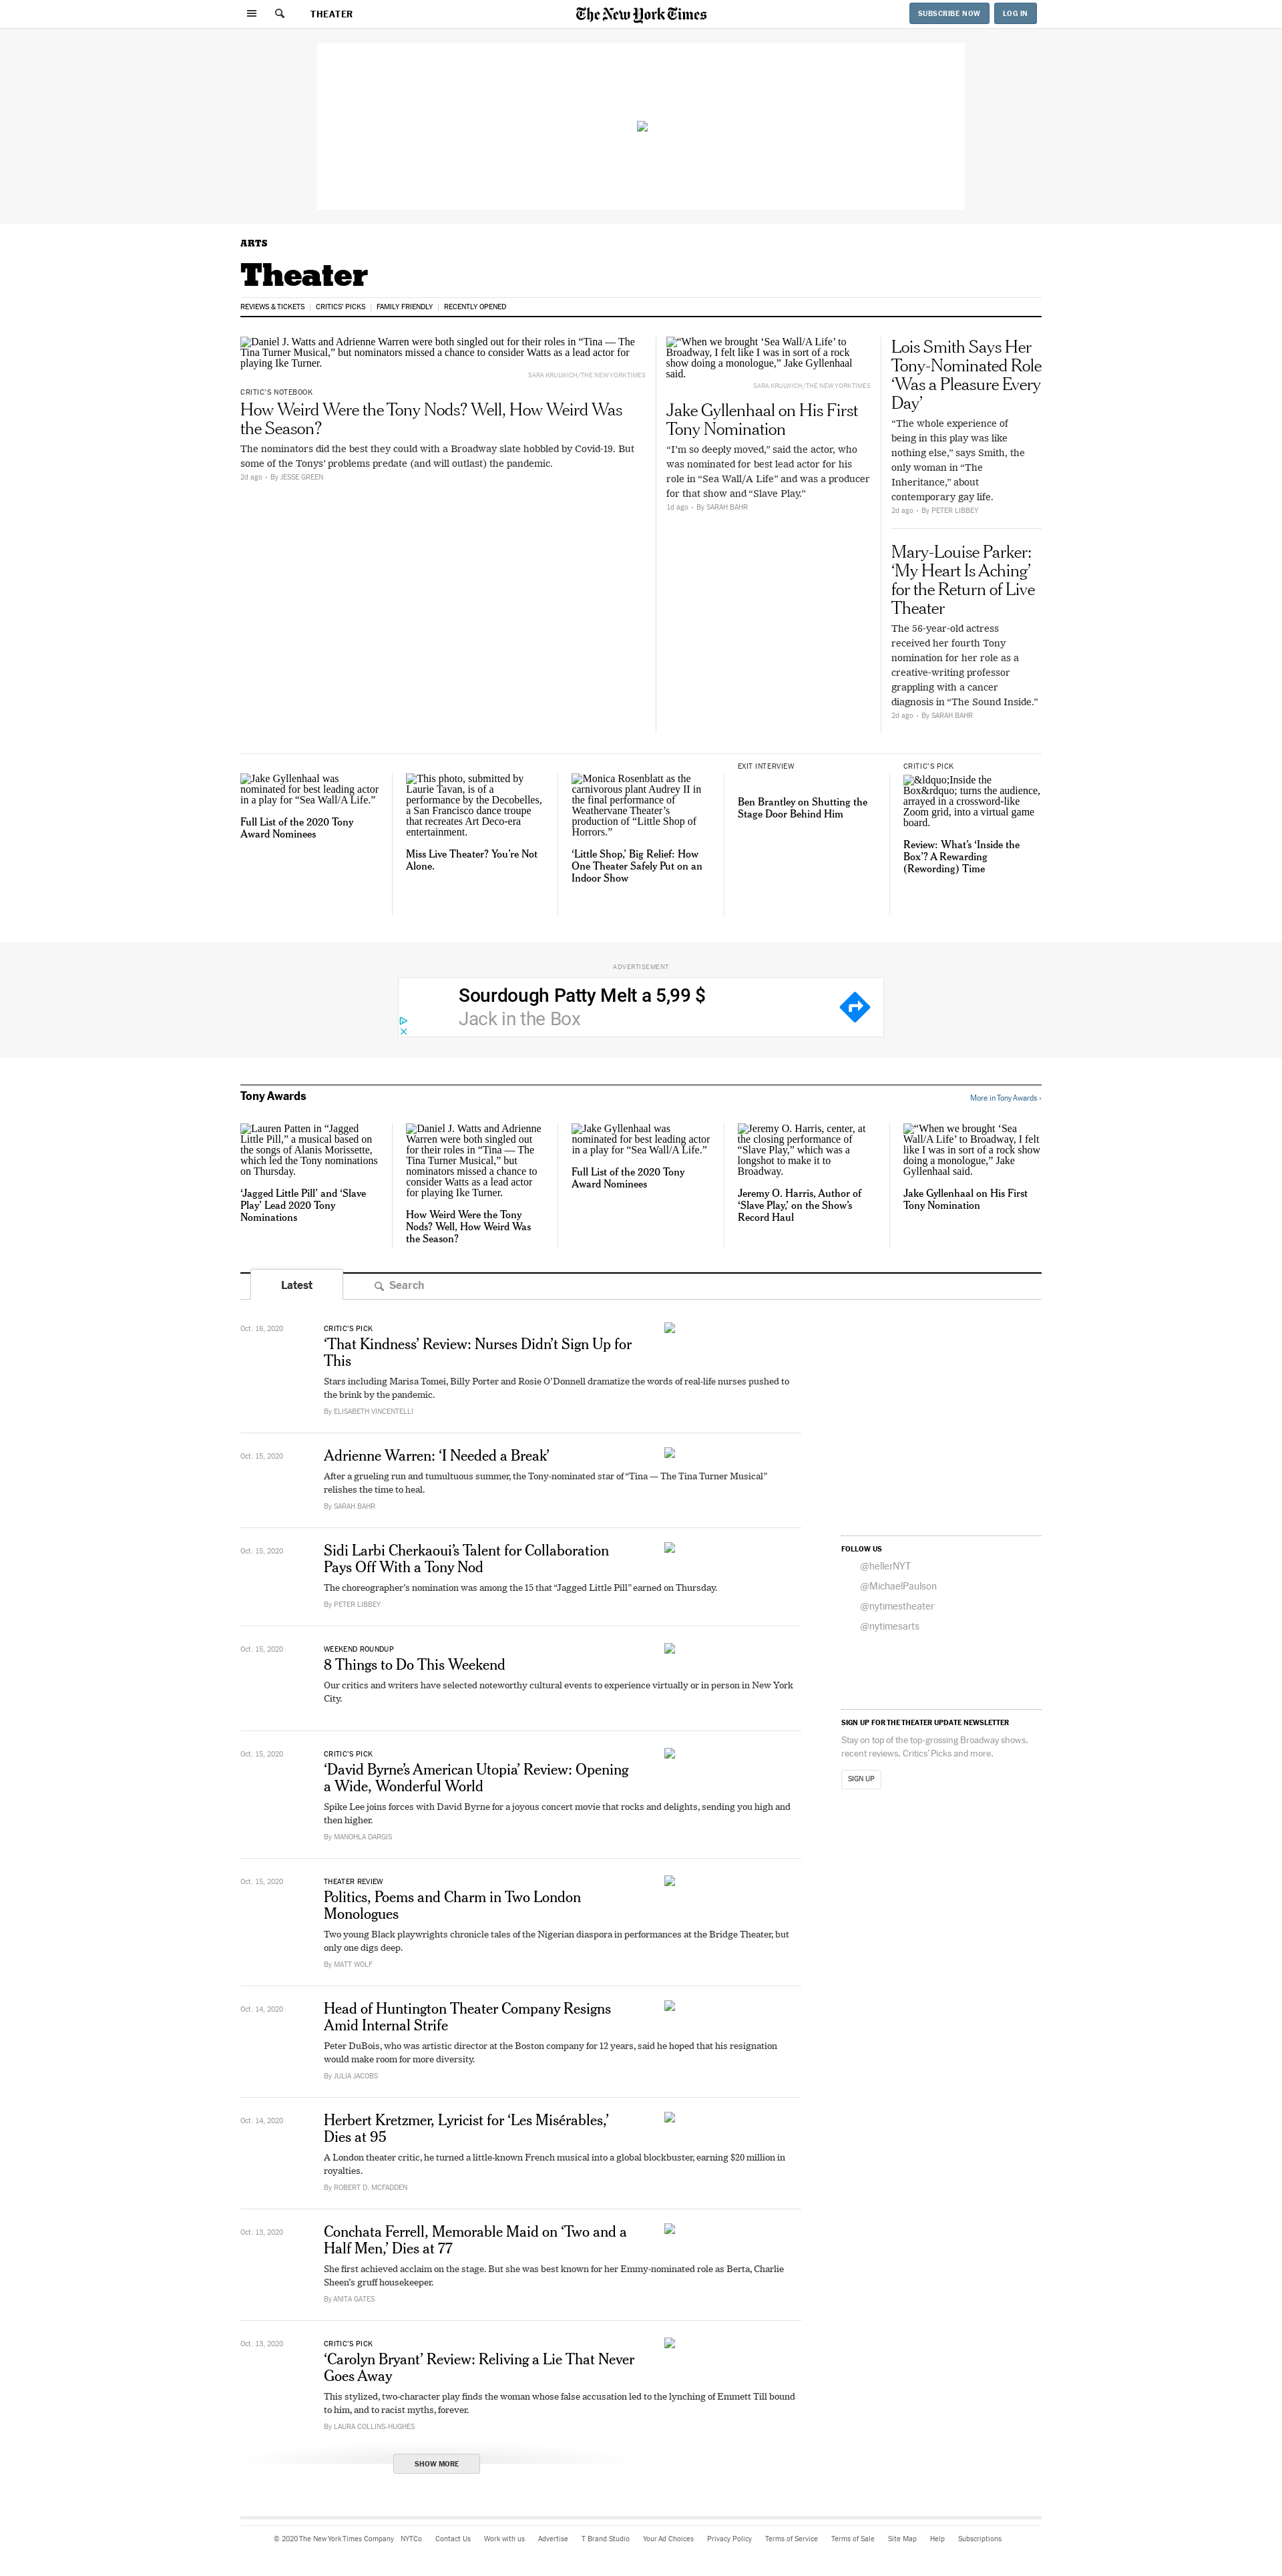 THEATER
The New York Times
SUBSCRIBE NOW
LOG IN
ARTS
Theater
REVIEWS & TICKETS
CRITICS' PICKS
FAMILY FRIENDLY
RECENTLY OPENED
Daniel J. Watts and Adrienne Warren were both singled out for their roles in “Tina — The
Tina Turner Musical,” but nominators missed a chance to consider Watts as a lead actor for
playing Ike Turner.
SARA KRULWICH/THE NEW YORK TIMES
CRITIC'S NOTEBOOK
How Weird Were the Tony Nods? Well, How Weird Was
the Season?
The nominators did the best they could with a Broadway slate hobbled by Covid-19. But
some of the Tonys’ problems predate (and will outlast) the pandemic.
2d ago • By JESSE GREEN
“When we brought ‘Sea Wall/A Life’ to
Broadway, I felt like I was in sort of a rock
show doing a monologue,” Jake Gyllenhaal
said.
SARA KRULWICH/THE NEW YORK TIMES
Jake Gyllenhaal on His First
Tony Nomination
“I’m so deeply moved,” said the actor, who
was nominated for best lead actor for his
role in “Sea Wall/A Life” and was a producer
for that show and “Slave Play.”
1d ago • By SARAH BAHR
Lois Smith Says Her
Tony-Nominated Role
‘Was a Pleasure Every
Day’
“The whole experience of
being in this play was like
nothing else,” says Smith, the
only woman in “The
Inheritance,” about
contemporary gay life.
2d ago • By PETER LIBBEY
Mary-Louise Parker:
‘My Heart Is Aching’
for the Return of Live
Theater
The 56-year-old actress
received her fourth Tony
nomination for her role as a
creative-writing professor
grappling with a cancer
diagnosis in “The Sound Inside.”
2d ago • By SARAH BAHR
Jake Gyllenhaal was
nominated for best leading actor
in a play for “Sea Wall/A Life.”
Full List of the 2020 Tony
Award Nominees
This photo, submitted by
Laurie Tavan, is of a
performance by the Decobelles,
a San Francisco dance troupe
that recreates Art Deco-era
entertainment.
Miss Live Theater? You’re Not
Alone.
Monica Rosenblatt as the
carnivorous plant Audrey II in
the final performance of
Weathervane Theater’s
production of “Little Shop of
Horrors.”
‘Little Shop,’ Big Relief: How
One Theater Safely Put on an
Indoor Show
EXIT INTERVIEW
Ben Brantley on Shutting the
Stage Door Behind Him
CRITIC'S PICK
&ldquo;Inside the
Box&rdquo; turns the audience,
arrayed in a crossword-like
Zoom grid, into a virtual game
board.
Review: What’s ‘Inside the
Box’? A Rewarding
(Rewording) Time
ADVERTISEMENT
Sourdough Patty Melt a 5,99 $
Jack in the Box
Tony Awards
More in Tony Awards ›
Lauren Patten in “Jagged
Little Pill,” a musical based on
the songs of Alanis Morissette,
which led the Tony nominations
on Thursday.
‘Jagged Little Pill’ and ‘Slave
Play’ Lead 2020 Tony
Nominations
Daniel J. Watts and Adrienne
Warren were both singled out
for their roles in “Tina — The
Tina Turner Musical,” but
nominators missed a chance to
consider Watts as a lead actor
for playing Ike Turner.
How Weird Were the Tony
Nods? Well, How Weird Was
the Season?
Jake Gyllenhaal was
nominated for best leading actor
in a play for “Sea Wall/A Life.”
Full List of the 2020 Tony
Award Nominees
Jeremy O. Harris, center, at
the closing performance of
“Slave Play,” which was a
longshot to make it to
Broadway.
Jeremy O. Harris, Author of
‘Slave Play,’ on the Show’s
Record Haul
“When we brought ‘Sea
Wall/A Life’ to Broadway, I felt
like I was in sort of a rock show
doing a monologue,” Jake
Gyllenhaal said.
Jake Gyllenhaal on His First
Tony Nomination
Latest
Search
Oct. 16, 2020
CRITIC'S PICK
‘That Kindness’ Review: Nurses Didn’t Sign Up for
This
Stars including Marisa Tomei, Billy Porter and Rosie O’Donnell dramatize the words of real-life nurses pushed to
the brink by the pandemic.
By ELISABETH VINCENTELLI
Oct. 15, 2020
Adrienne Warren: ‘I Needed a Break’
After a grueling run and tumultuous summer, the Tony-nominated star of “Tina — The Tina Turner Musical”
relishes the time to heal.
By SARAH BAHR
Oct. 15, 2020
Sidi Larbi Cherkaoui’s Talent for Collaboration
Pays Off With a Tony Nod
The choreographer’s nomination was among the 15 that “Jagged Little Pill” earned on Thursday.
By PETER LIBBEY
Oct. 15, 2020
WEEKEND ROUNDUP
8 Things to Do This Weekend
Our critics and writers have selected noteworthy cultural events to experience virtually or in person in New York
City.
Oct. 15, 2020
CRITIC'S PICK
‘David Byrne’s American Utopia’ Review: Opening
a Wide, Wonderful World
Spike Lee joins forces with David Byrne for a joyous concert movie that rocks and delights, sending you high and
then higher.
By MANOHLA DARGIS
Oct. 15, 2020
THEATER REVIEW
Politics, Poems and Charm in Two London
Monologues
Two young Black playwrights chronicle tales of the Nigerian diaspora in performances at the Bridge Theater, but
only one digs deep.
By MATT WOLF
Oct. 14, 2020
Head of Huntington Theater Company Resigns
Amid Internal Strife
Peter DuBois, who was artistic director at the Boston company for 12 years, said he hoped that his resignation
would make room for more diversity.
By JULIA JACOBS
Oct. 14, 2020
Herbert Kretzmer, Lyricist for ‘Les Misérables,’
Dies at 95
A London theater critic, he turned a little-known French musical into a global blockbuster, earning $20 million in
royalties.
By ROBERT D. MCFADDEN
Oct. 13, 2020
Conchata Ferrell, Memorable Maid on ‘Two and a
Half Men,’ Dies at 77
She first achieved acclaim on the stage. But she was best known for her Emmy-nominated role as Berta, Charlie
Sheen’s gruff housekeeper.
By ANITA GATES
Oct. 13, 2020
CRITIC'S PICK
‘Carolyn Bryant’ Review: Reliving a Lie That Never
Goes Away
This stylized, two-character play finds the woman whose false accusation led to the lynching of Emmett Till bound
to him, and to racist myths, forever.
By LAURA COLLINS-HUGHES
SHOW MORE
FOLLOW US
@hellerNYT
@MichaelPaulson
@nytimestheater
@nytimesarts
SIGN UP FOR THE THEATER UPDATE NEWSLETTER
Stay on top of the top-grossing Broadway shows,
recent reviews, Critics’ Picks and more.
SIGN UP
© 2020 The New York Times Company
NYTCo
Contact Us
Work with us
Advertise
T Brand Studio
Your Ad Choices
Privacy Policy
Terms of Service
Terms of Sale
Site Map
Help
Subscriptions